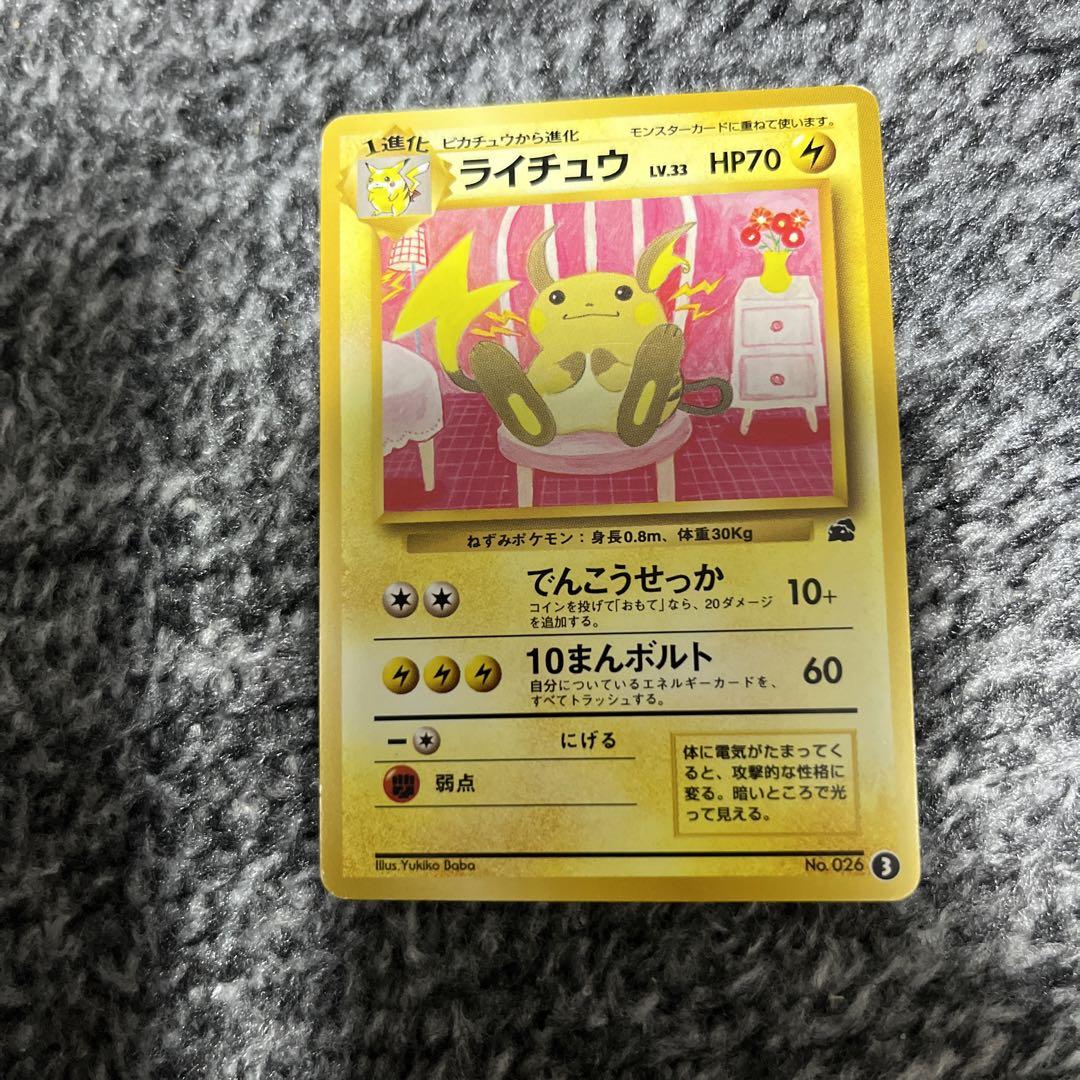 1進化 ピカチュウから進化 モンスターカードに重ねて使います。
ライチュウ LV.33 HP70
ねずみポケモン：身長0.8m、体重30Kg
でんこうせっか 10+
コインを投げて「おもて」なら、20ダメージ
を追加する。
10まんボルト 60
自分についているエネルギーカードを、
すべてトラッシュする。
にげる
弱点
体に電気がたまってく
ると、攻撃的な性格に
変る。暗いところで光
って見える。
Illus.Yukiko Baba No. 026 3